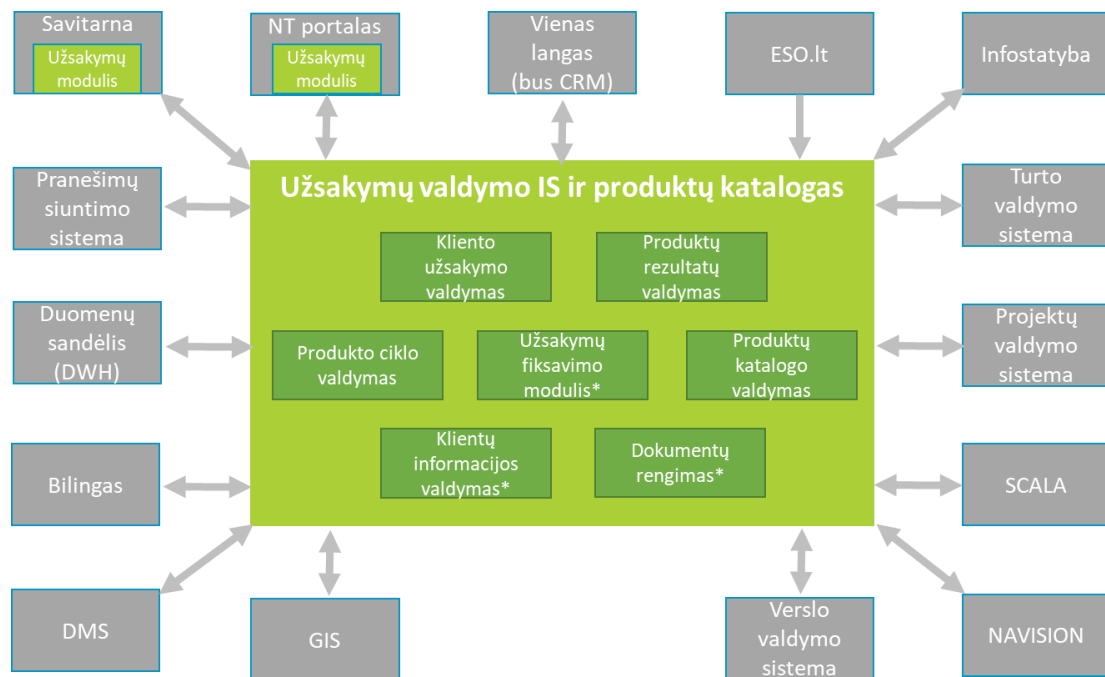 Savitarna
Užsakymų
modulis
NT portalas
Užsakymų
modulis
Vienas
langas
(bus CRM)
ESO.lt
Infostatyba
Pranešimų
siuntimo
sistema
Užsakymų valdymo IS ir produktų katalogas
Turto
valdymo
sistema
Kliento
užsakymo
valdymas
Produktų
rezultatų
valdymas
Duomenų
sandėlis
(DWH)
Produkto ciklo
valdymas
Užsakymų
fiksavimo
modulis*
Produktų
katalogo
valdymas
Projektų
valdymo
sistema
Klientų
informacijos
valdymas*
Dokumentų
rengimas*
Bilingas
SCALA
DMS
GIS
Verslo
valdymo
sistema
NAVISION